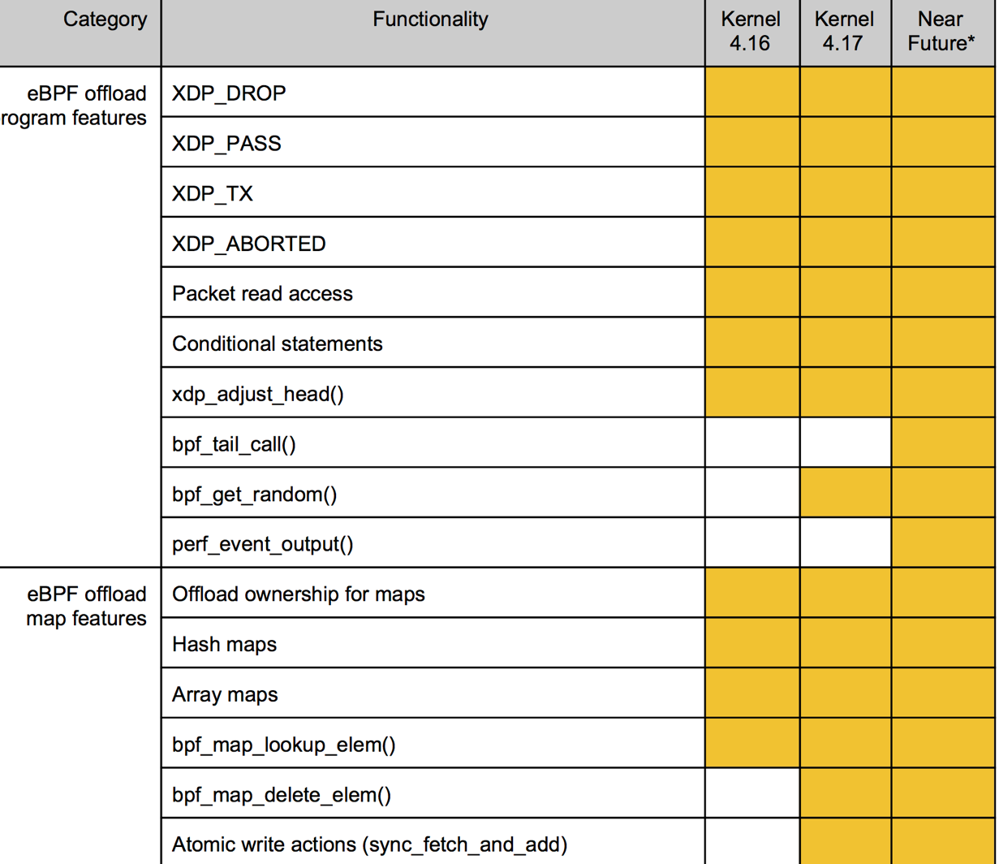 Category
Functionality
Kernel
4.16
Kernel
4.17
Near
Future*
eBPF offload
rogram features
XDP_DROP
XDP_PASS
XDP_TX
XDP_ABORTED
Packet read access
Conditional statements
xdp_adjust_head()
bpf_tail_call()
bpf_get_random()
perf_event_output()
eBPF offload
map features
Offload ownership for maps
Hash maps
Array maps
bpf_map_lookup_elem()
bpf_map_delete_elem()
Atomic write actions (sync_fetch_and_add)